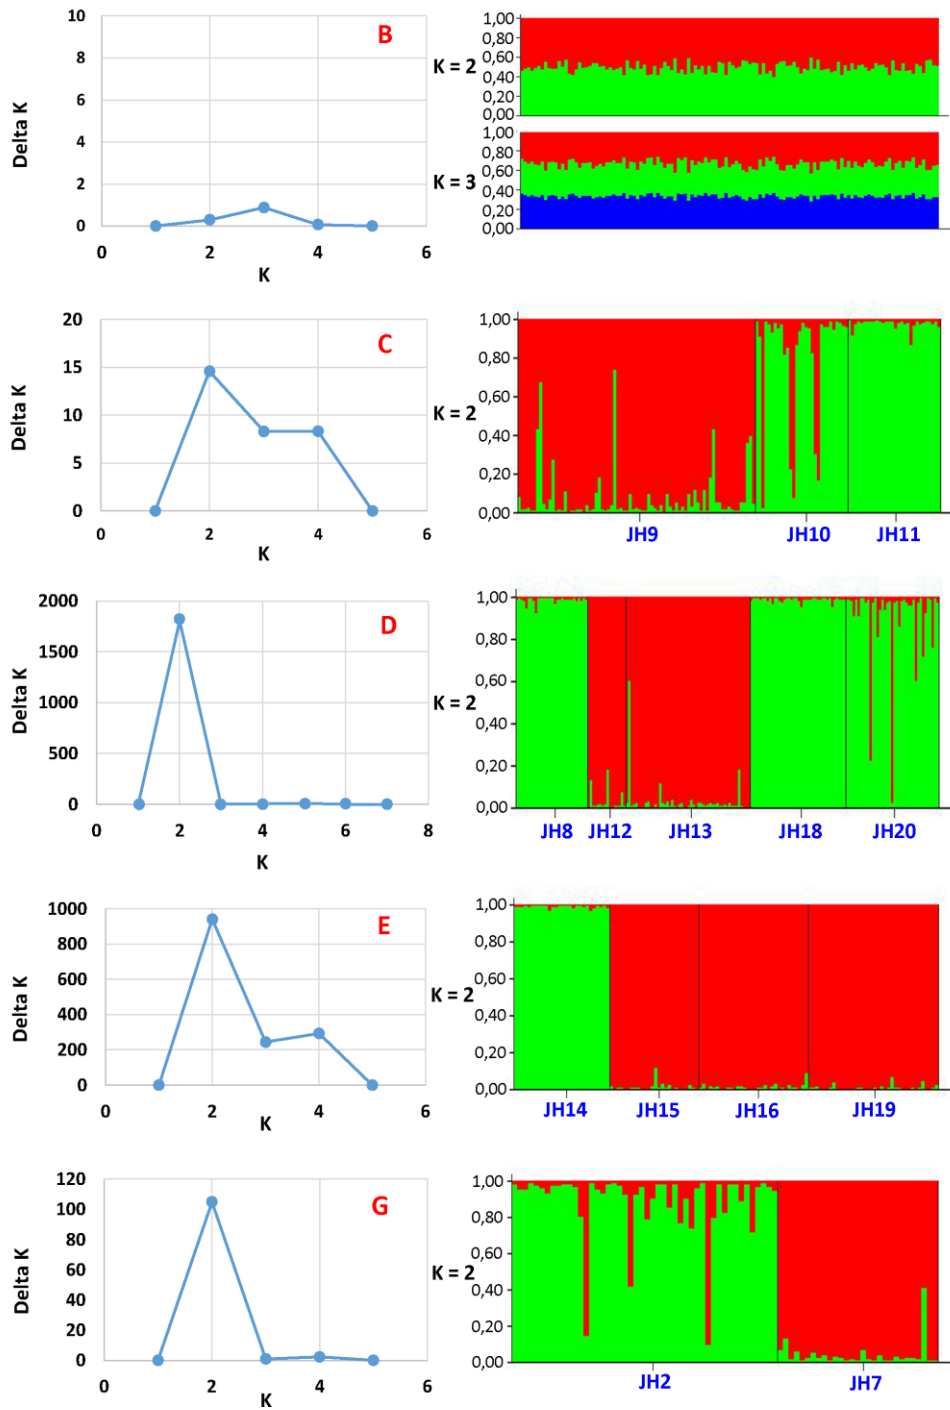 B
Delta K
10
8
6
4
2
0
0 2 4 6
K
K = 2
1,00
0,80
0,60
0,40
0,20
0,00
K = 3
1,00
0,80
0,60
0,40
0,20
0,00
C
Delta K
20
15
10
5
0
0 2 4 6
K
K = 2
1,00
0,80
0,60
0,40
0,20
0,00
JH9 JH10 JH11
D
Delta K
2000
1500
1000
500
0
0 2 4 6 8
K
K = 2
1,00
0,80
0,60
0,40
0,20
0,00
JH8 JH12 JH13 JH18 JH20
E
Delta K
1000
800
600
400
200
0
0 2 4 6
K
K = 2
1,00
0,80
0,60
0,40
0,20
0,00
JH14 JH15 JH16 JH19
G
Delta K
120
100
80
60
40
20
0
0 2 4 6
K
K = 2
1,00
0,80
0,60
0,40
0,20
0,00
JH2 JH7